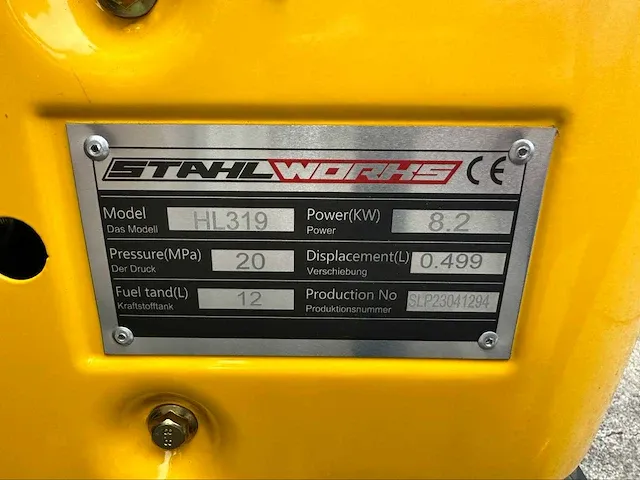 STAHLWORKS CE
Model HL319 Power(KW) 8.2
Das Modell Power
Pressure(MPa) 20 Displacement(L) 0.499
Der Druck Verschiebung
Fuel tand(L) 12 Production No SLP23041294
Kraftstofftank Produktionsnummer